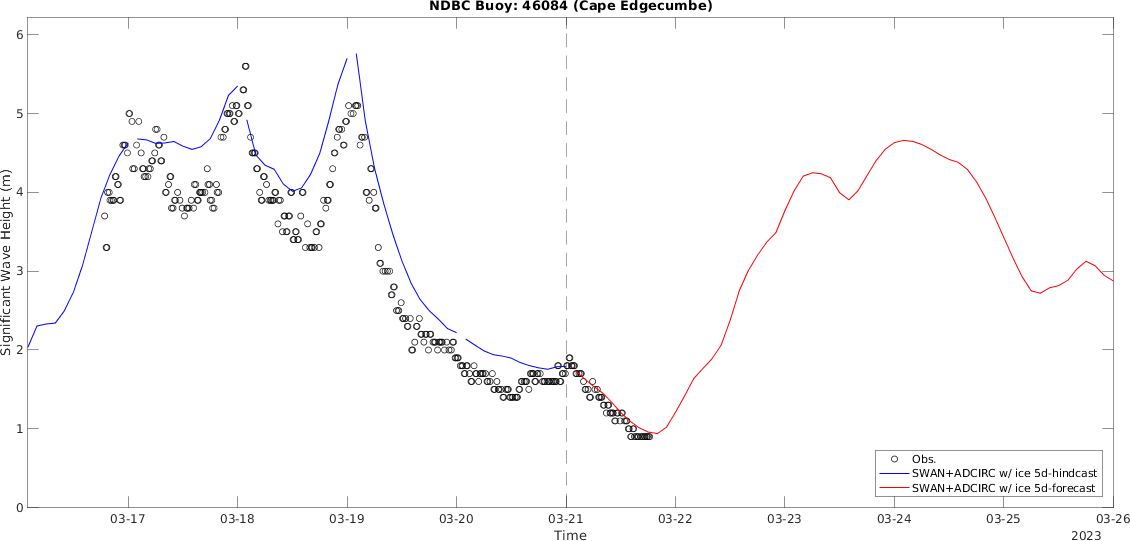 NDBC Buoy: 46084 (Cape Edgecumbe)
6
5
4
3
2
1
0
Significant Wave Height (m)
Obs.
SWAN+ADCIRC w/ ice 5d-hindcast
SWAN+ADCIRC w/ ice 5d-forecast
03-17 03-18 03-19 03-20 03-21 03-22 03-23 03-24 03-25 03-26
Time
2023